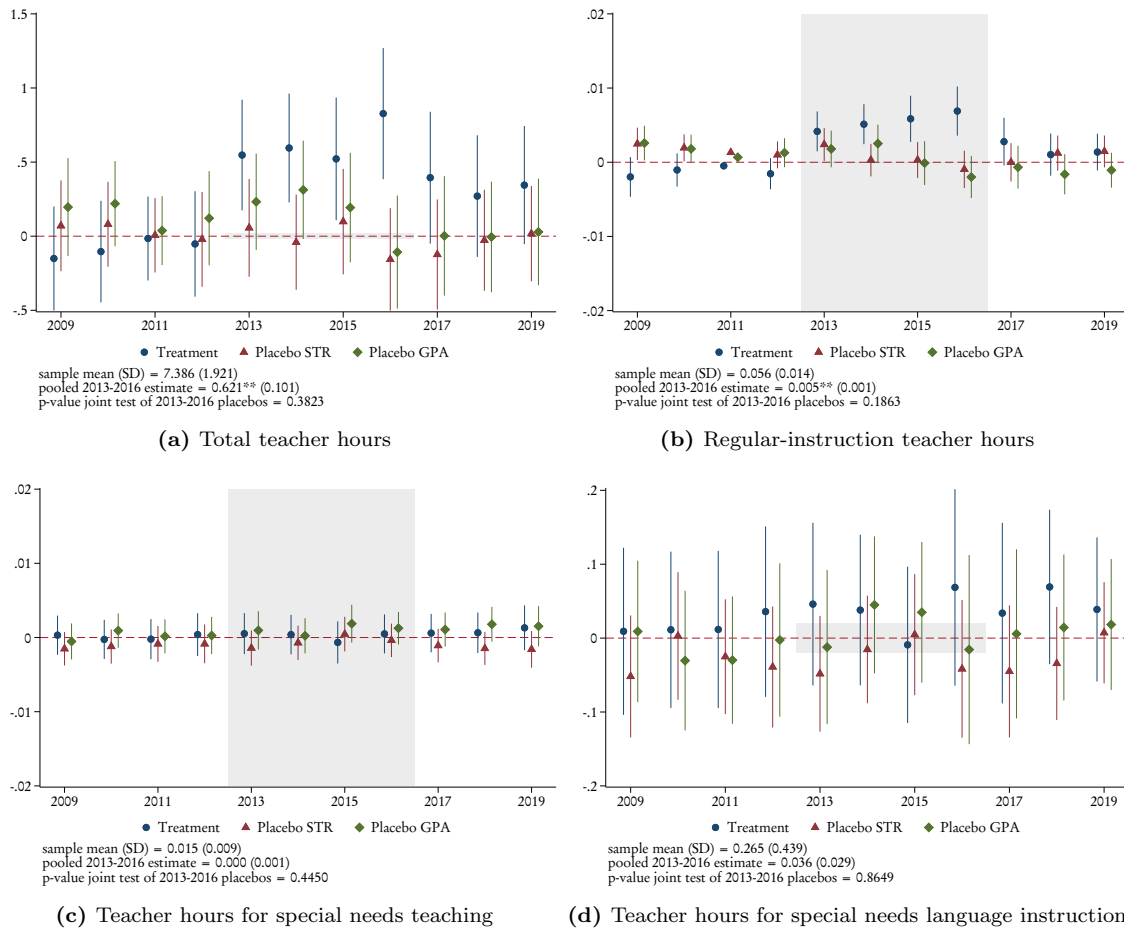 1.5
1
.5
0
-.5
2009 2011 2013 2015 2017 2019
Treatment Placebo STR Placebo GPA
sample mean (SD) = 7.386 (1.921)
pooled 2013-2016 estimate = 0.621** (0.101)
p-value joint test of 2013-2016 placebos = 0.3823
(a) Total teacher hours
.02
.01
0
-.01
-.02
2009 2011 2013 2015 2017 2019
Treatment Placebo STR Placebo GPA
sample mean (SD) = 0.056 (0.014)
pooled 2013-2016 estimate = 0.005** (0.001)
p-value joint test of 2013-2016 placebos = 0.1863
(b) Regular-instruction teacher hours
.02
.01
0
-.01
-.02
2009 2011 2013 2015 2017 2019
Treatment Placebo STR Placebo GPA
sample mean (SD) = 0.015 (0.009)
pooled 2013-2016 estimate = 0.000 (0.001)
p-value joint test of 2013-2016 placebos = 0.4450
(c) Teacher hours for special needs teaching
.2
.1
0
-.1
-.2
2009 2011 2013 2015 2017 2019
Treatment Placebo STR Placebo GPA
sample mean (SD) = 0.265 (0.439)
pooled 2013-2016 estimate = 0.036 (0.029)
p-value joint test of 2013-2016 placebos = 0.8649
(d) Teacher hours for special needs language instruction